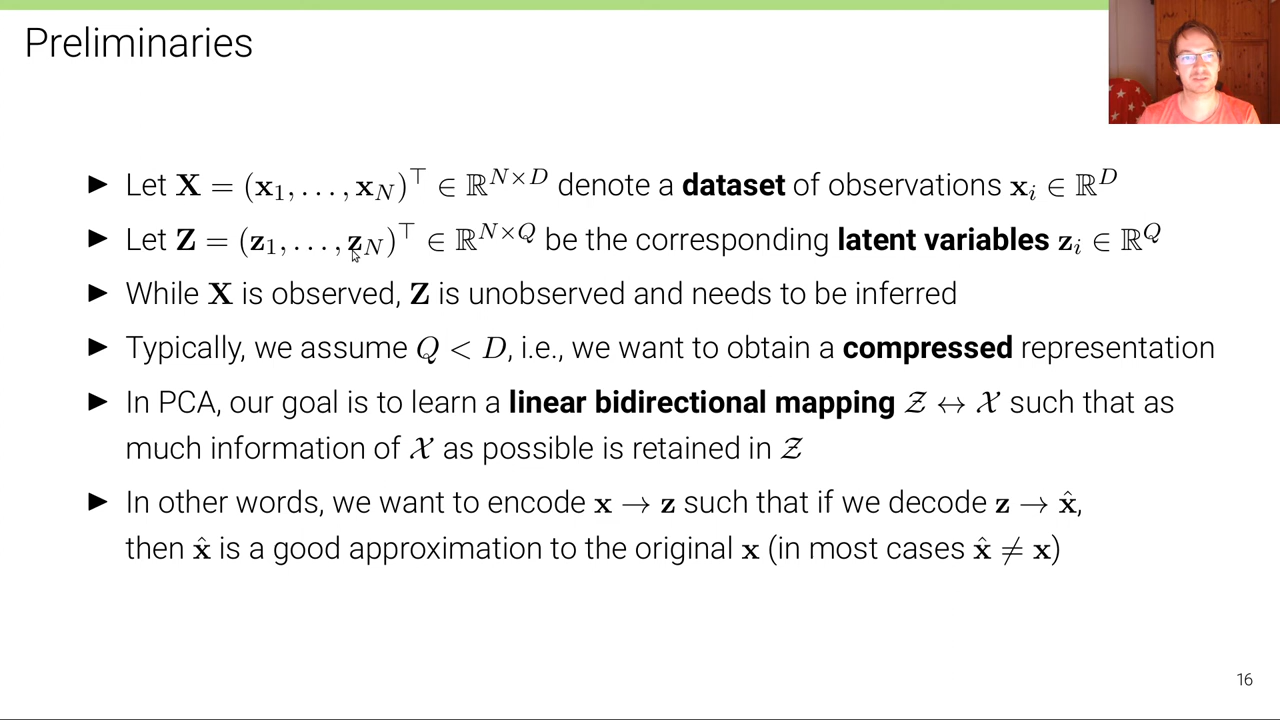 Preliminaries
▶ Let 𝐗 = (𝐱₁, . . . , 𝐱_N)^⊤ ∈ ℝ^{N×D} denote a dataset of observations 𝐱ᵢ ∈ ℝ^D
▶ Let 𝐙 = (𝐳₁, . . . , 𝐳_N)^⊤ ∈ ℝ^{N×Q} be the corresponding latent variables 𝐳ᵢ ∈ ℝ^Q
▶ While 𝐗 is observed, 𝐙 is unobserved and needs to be inferred
▶ Typically, we assume Q < D, i.e., we want to obtain a compressed representation
▶ In PCA, our goal is to learn a linear bidirectional mapping 𝒵 ↔ 𝒳 such that as
much information of 𝒳 as possible is retained in 𝒵
▶ In other words, we want to encode 𝐱 → 𝐳 such that if we decode 𝐳 → 𝐱̂,
then 𝐱̂ is a good approximation to the original 𝐱 (in most cases 𝐱̂ ≠ 𝐱)
16